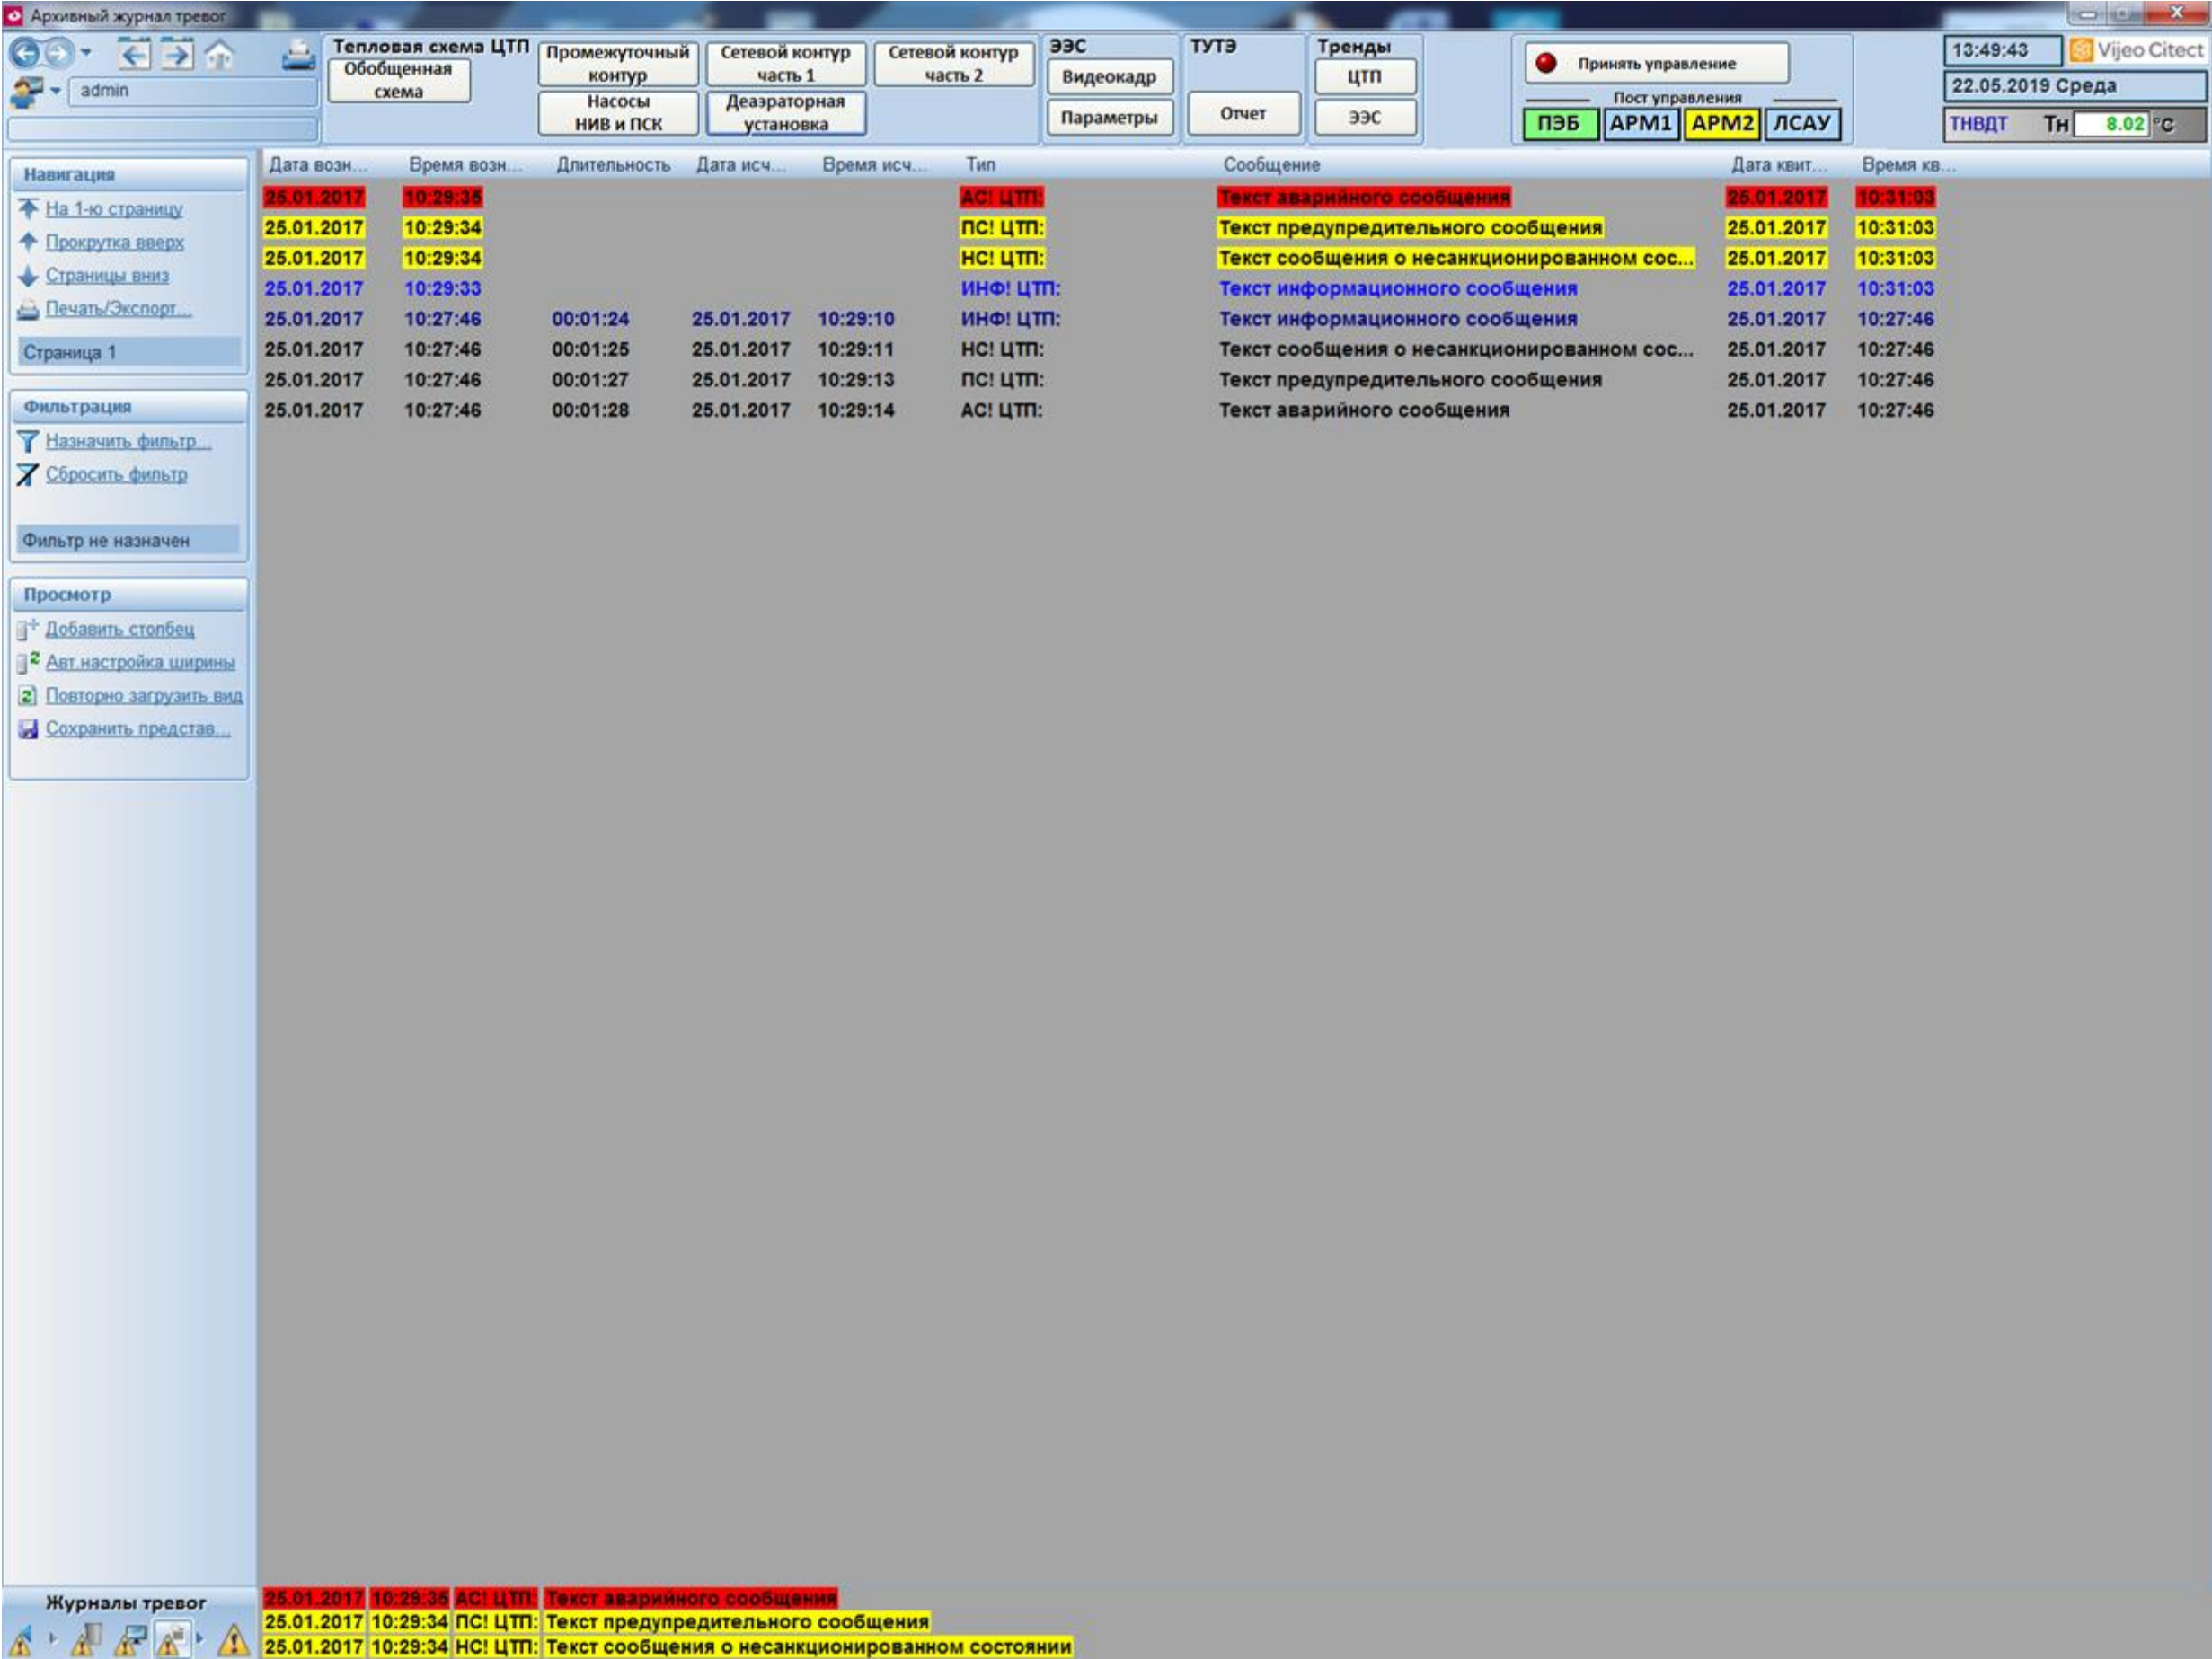 Архивный журнал тревог
admin
Тепловая схема ЦТП
Обобщенная
схема
Промежуточный
контур
Сетевой контур
часть 1
Сетевой контур
часть 2
Насосы
НИВ и ПСК
Деаэраторная
установка
ЭЭС
Видеокадр
Параметры
ТУТЭ
Отчет
Тренды
ЦТП
ЭЭС
Принять управление
Пост управления
ПЭБ АРМ1 АРМ2 ЛСАУ
13:49:43 Vijeo Citect
22.05.2019 Среда
ТНВДТ Тн 8.02 °C
Навигация
На 1-ю страницу
Прокрутка вверх
Страницы вниз
Печать/Экспорт...
Страница 1
Фильтрация
Назначить фильтр...
Сбросить фильтр
Фильтр не назначен
Просмотр
Добавить столбец
Авт.настройка ширины
Повторно загрузить вид
Сохранить представ...
Дата возн... Время возн... Длительность Дата исч... Время исч... Тип Сообщение Дата квит... Время кв...
25.01.2017 10:29:35 АС! ЦТП: Текст аварийного сообщения 25.01.2017 10:31:03
25.01.2017 10:29:34 ПС! ЦТП: Текст предупредительного сообщения 25.01.2017 10:31:03
25.01.2017 10:29:34 НС! ЦТП: Текст сообщения о несанкционированном сос... 25.01.2017 10:31:03
25.01.2017 10:29:33 ИНФ! ЦТП: Текст информационного сообщения 25.01.2017 10:31:03
25.01.2017 10:27:46 00:01:24 25.01.2017 10:29:10 ИНФ! ЦТП: Текст информационного сообщения 25.01.2017 10:27:46
25.01.2017 10:27:46 00:01:25 25.01.2017 10:29:11 НС! ЦТП: Текст сообщения о несанкционированном сос... 25.01.2017 10:27:46
25.01.2017 10:27:46 00:01:27 25.01.2017 10:29:13 ПС! ЦТП: Текст предупредительного сообщения 25.01.2017 10:27:46
25.01.2017 10:27:46 00:01:28 25.01.2017 10:29:14 АС! ЦТП: Текст аварийного сообщения 25.01.2017 10:27:46
Журналы тревог
25.01.2017 10:29:35 АС! ЦТП: Текст аварийного сообщения
25.01.2017 10:29:34 ПС! ЦТП: Текст предупредительного сообщения
25.01.2017 10:29:34 НС! ЦТП: Текст сообщения о несанкционированном состоянии